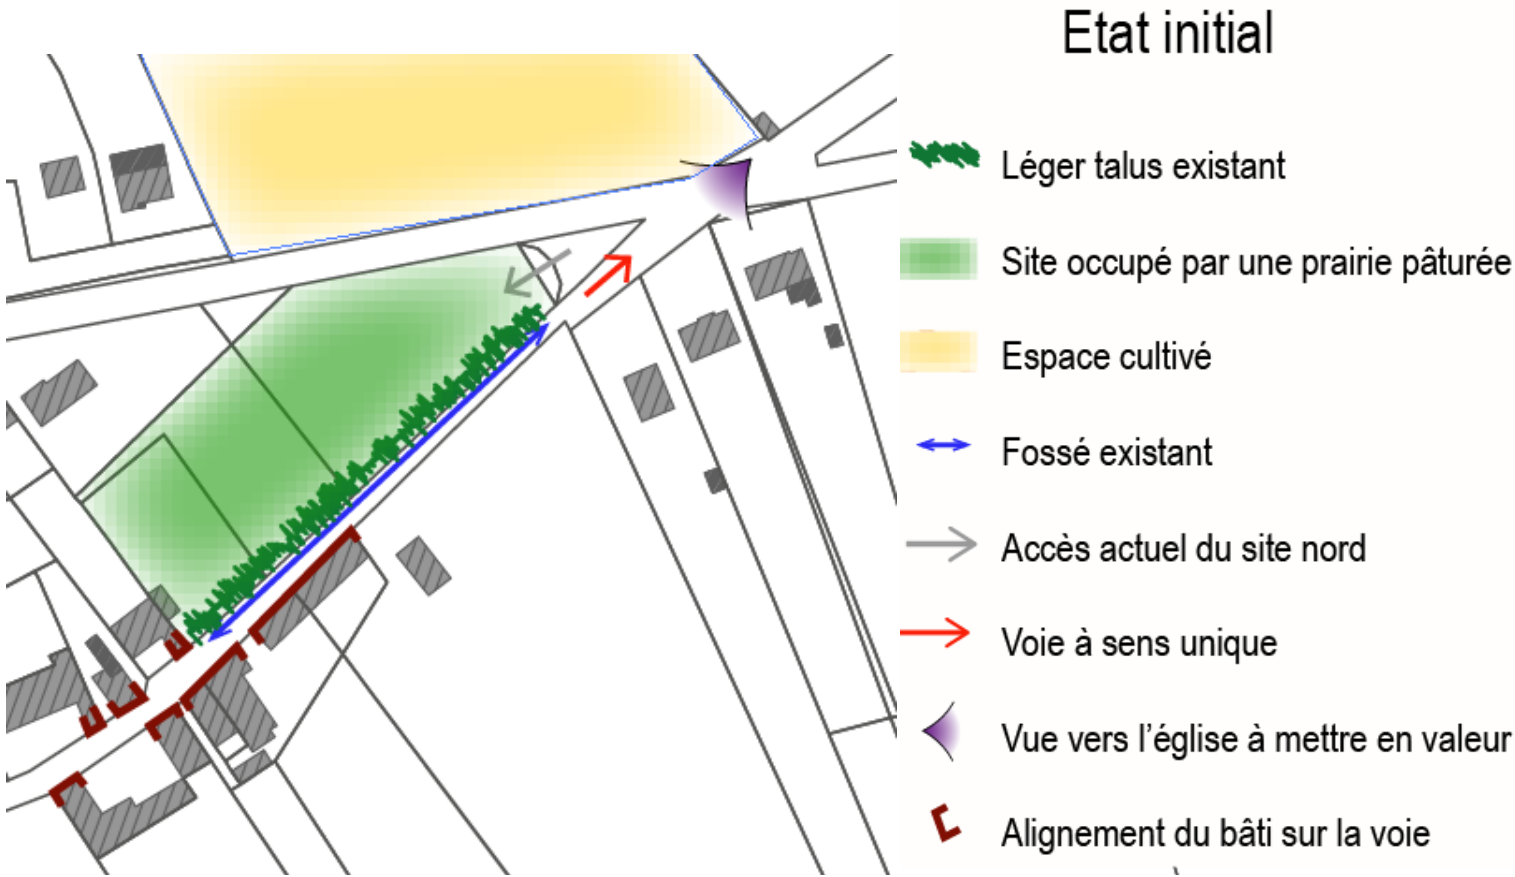 Etat initial
Léger talus existant
Site occupé par une prairie pâturée
Espace cultivé
Fossé existant
Accès actuel du site nord
Voie à sens unique
Vue vers l'église à mettre en valeur
Alignement du bâti sur la voie